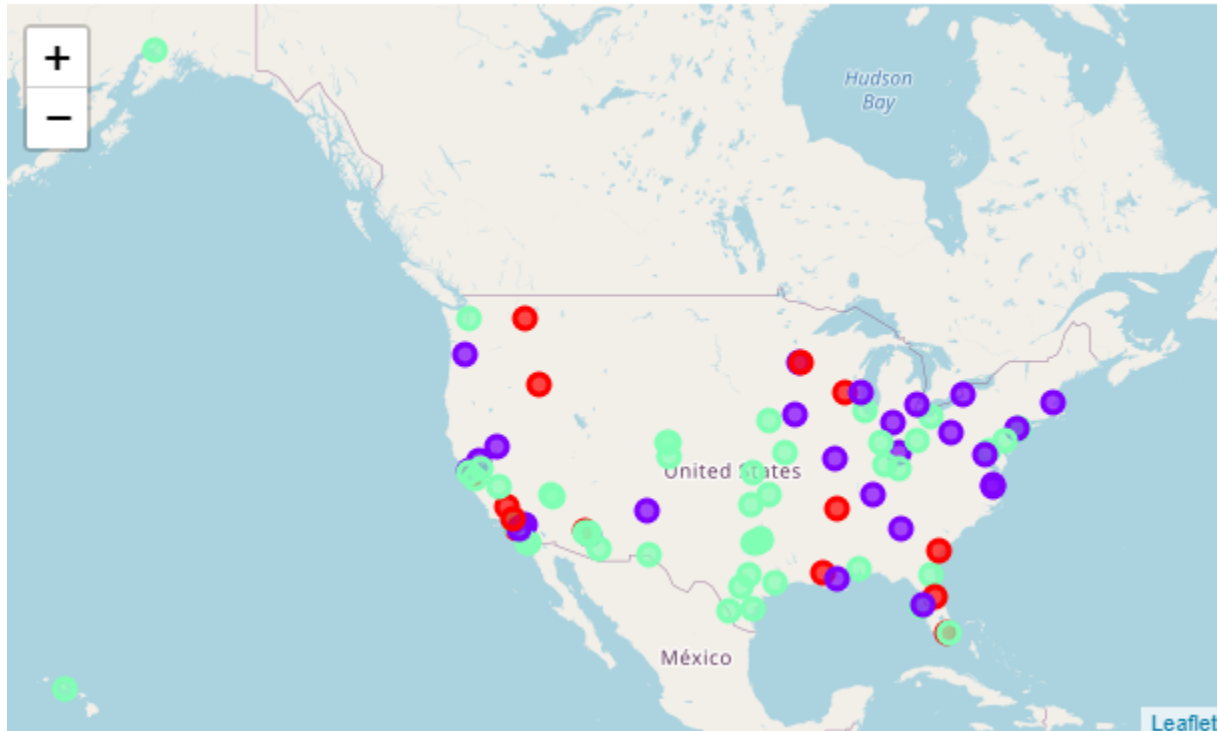 +
Hudson
Bay
−
United States
México
Leaflet